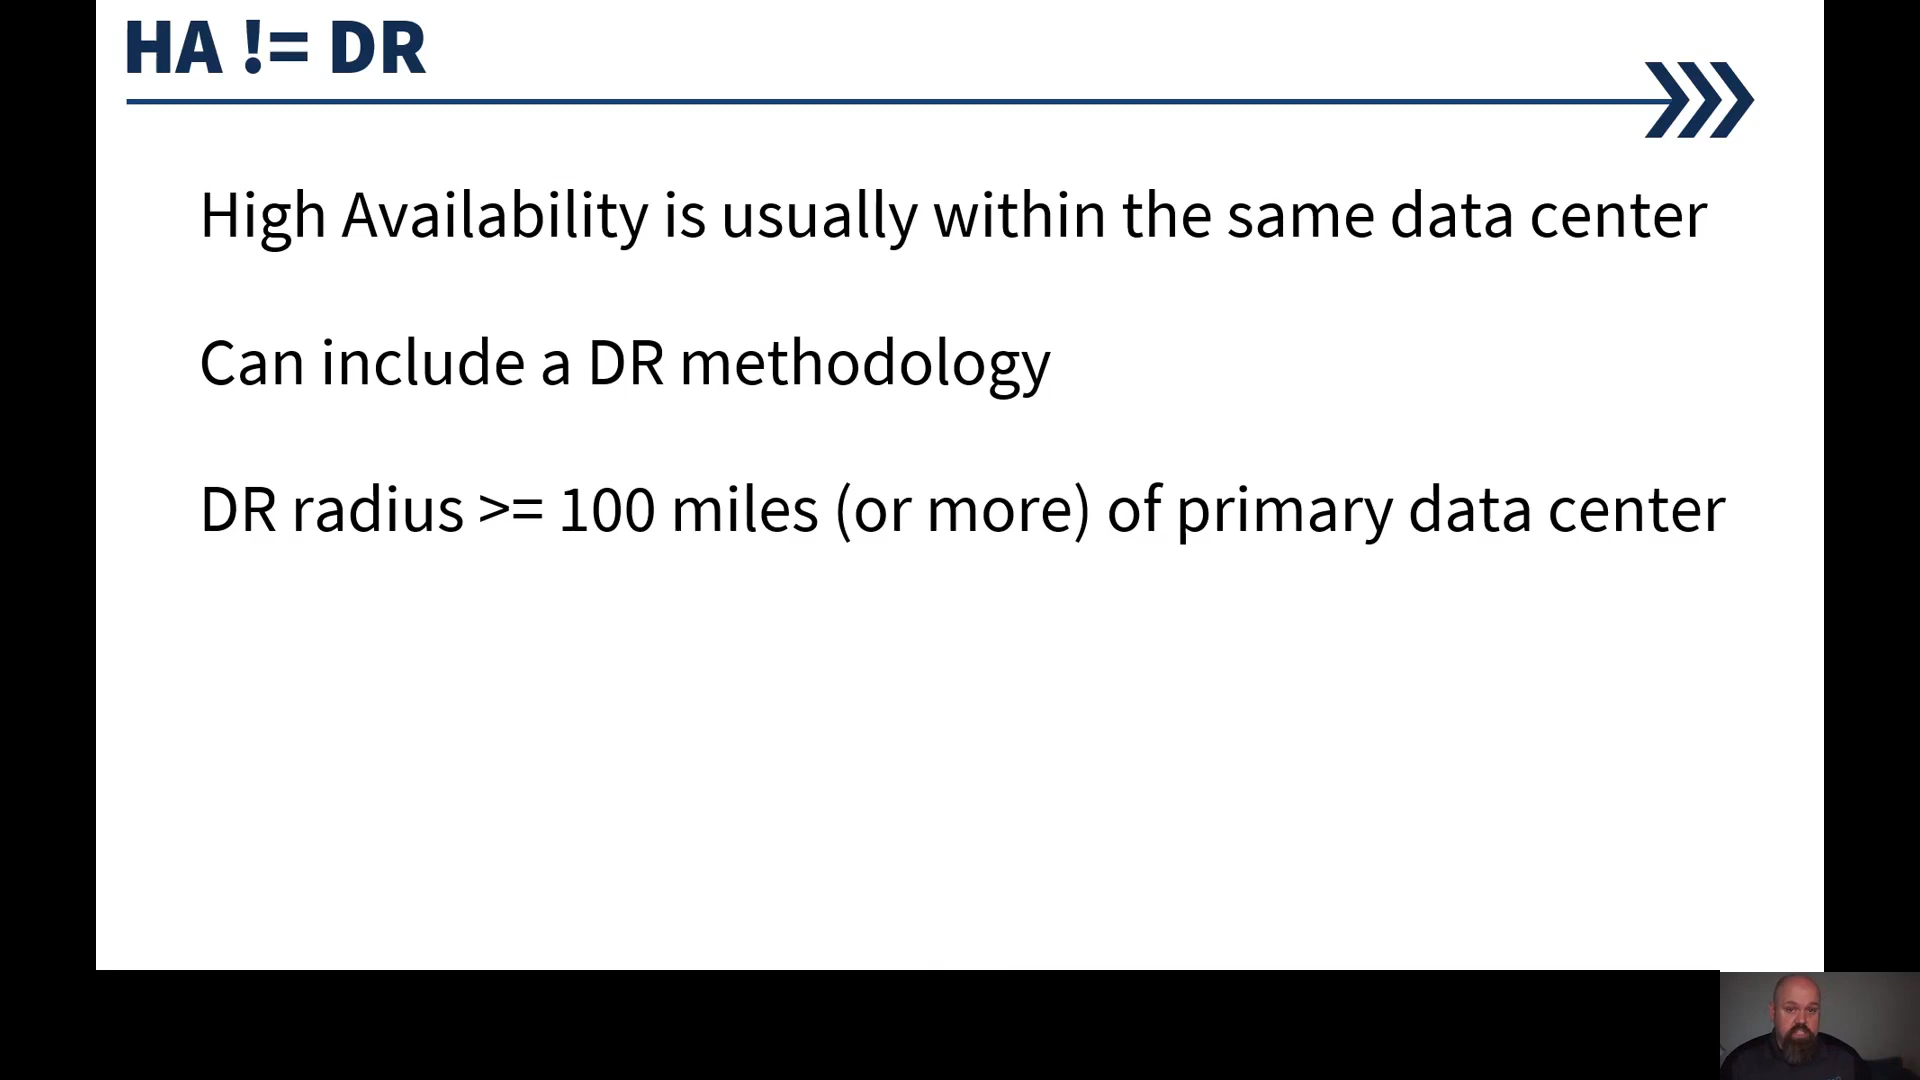 HA != DR
High Availability is usually within the same data center
Can include a DR methodology
DR radius >= 100 miles (or more) of primary data center